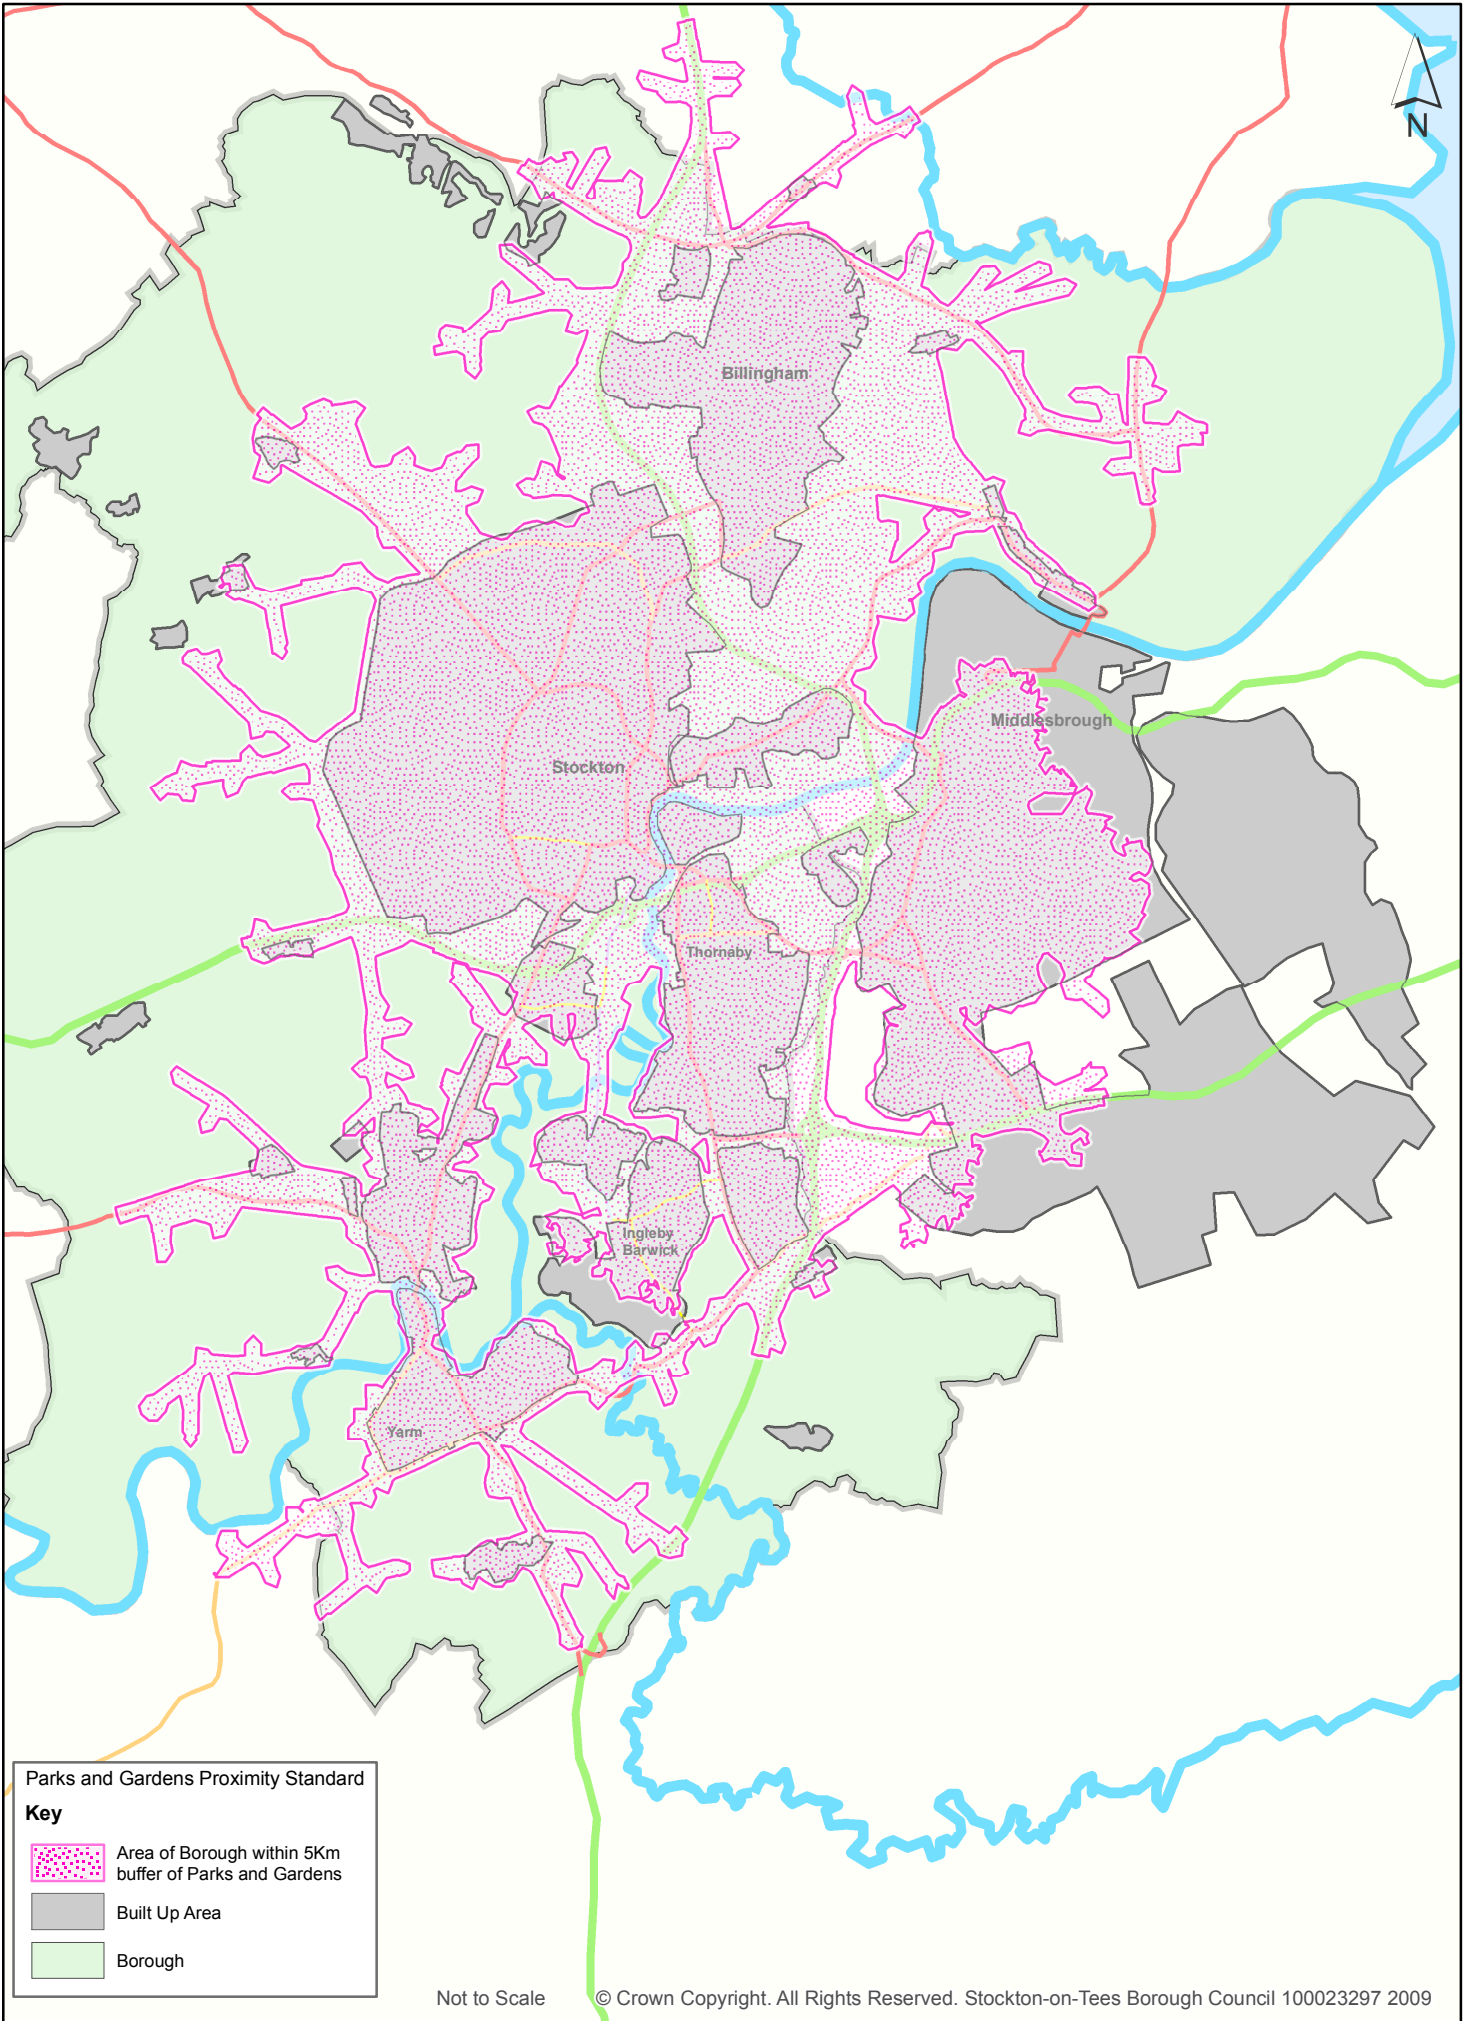 N
Billingham
Middlesbrough
Stockton
Thornaby
Ingleby
Barwick
Yarm
Parks and Gardens Proximity Standard
Key
Area of Borough within 5Km
buffer of Parks and Gardens
Built Up Area
Borough
Not to Scale
© Crown Copyright. All Rights Reserved. Stockton-on-Tees Borough Council 100023297 2009